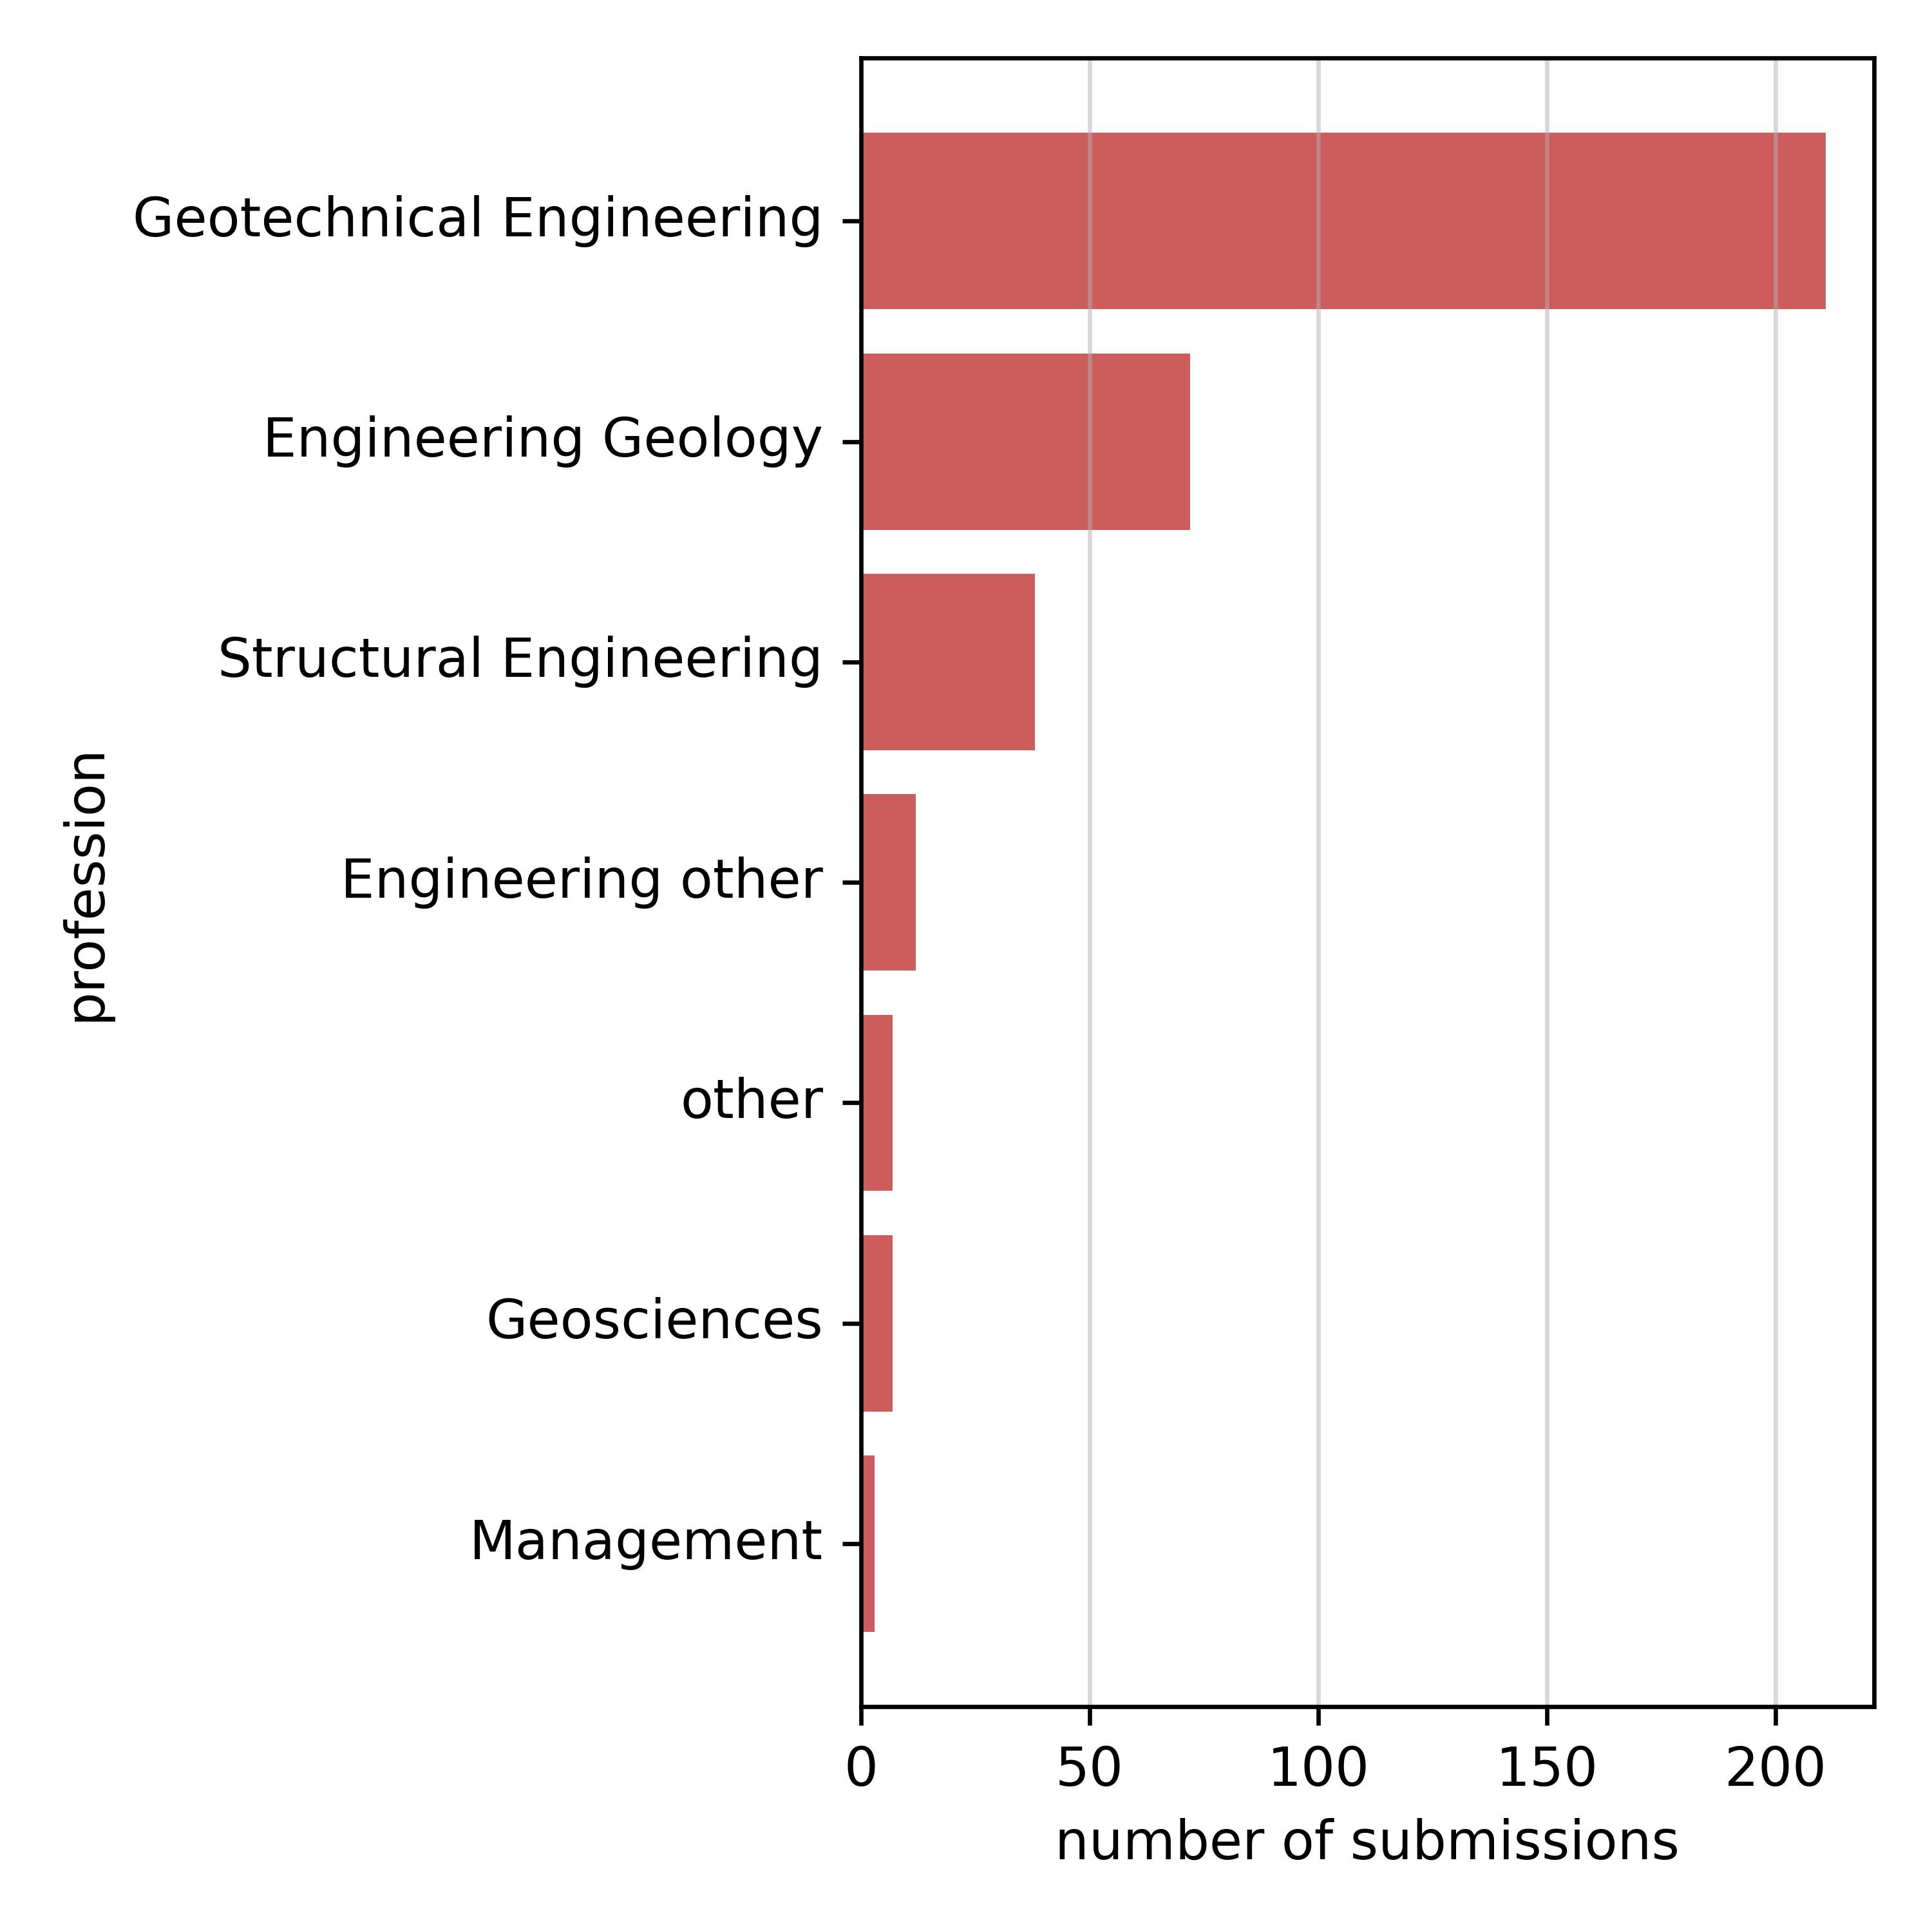 profession
Geotechnical Engineering
Engineering Geology
Structural Engineering
Engineering other
other
Geosciences
Management
0 50 100 150 200
number of submissions